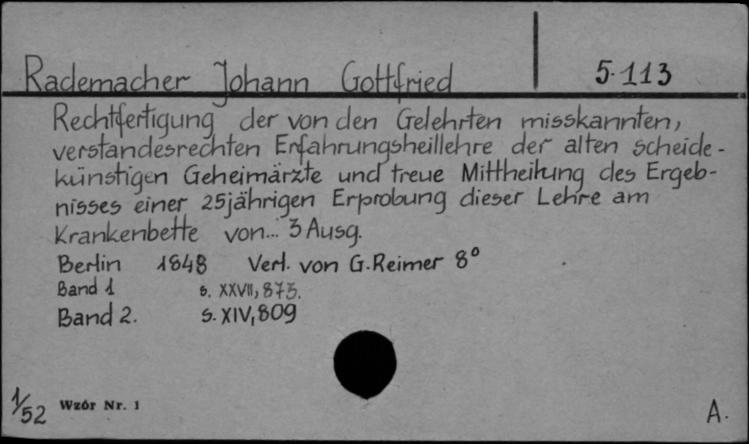 Rademacher Johann Gottfried 5.113
Rechtfertigung der von den Gelehrten misskannten,
verstandesrechten Erfahrungsheillehre der alten scheide-
künstigen Geheimärzte und treue Mittheilung des Ergeb-
nisses einer 25jährigen Erprobung dieser Lehre am
Krankenbette von... 3 Ausg.
Berlin 1848 Verl. von G. Reimer 8°
Band 1 s. XXVII, 875.
Band 2. S. XIV, 809
1/52 Wzór Nr. 1 A.